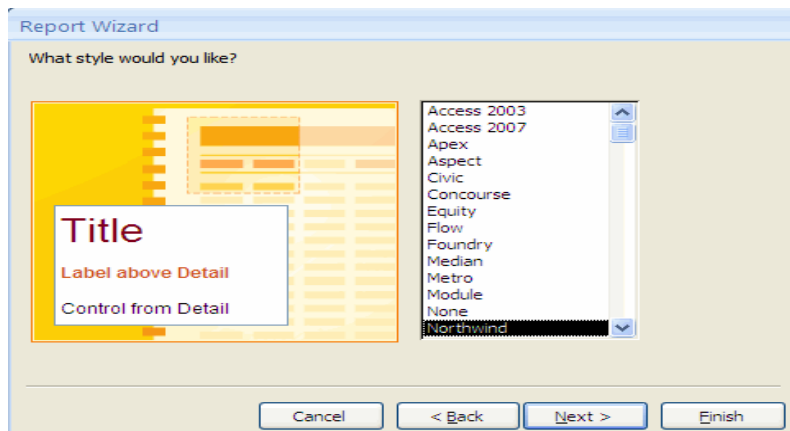 Report Wizard
What style would you like?
Title
Label above Detail
Control from Detail
Access 2003
Access 2007
Apex
Aspect
Civic
Concourse
Equity
Flow
Foundry
Median
Metro
Module
None
Northwind
Cancel
< Back
Next >
Finish